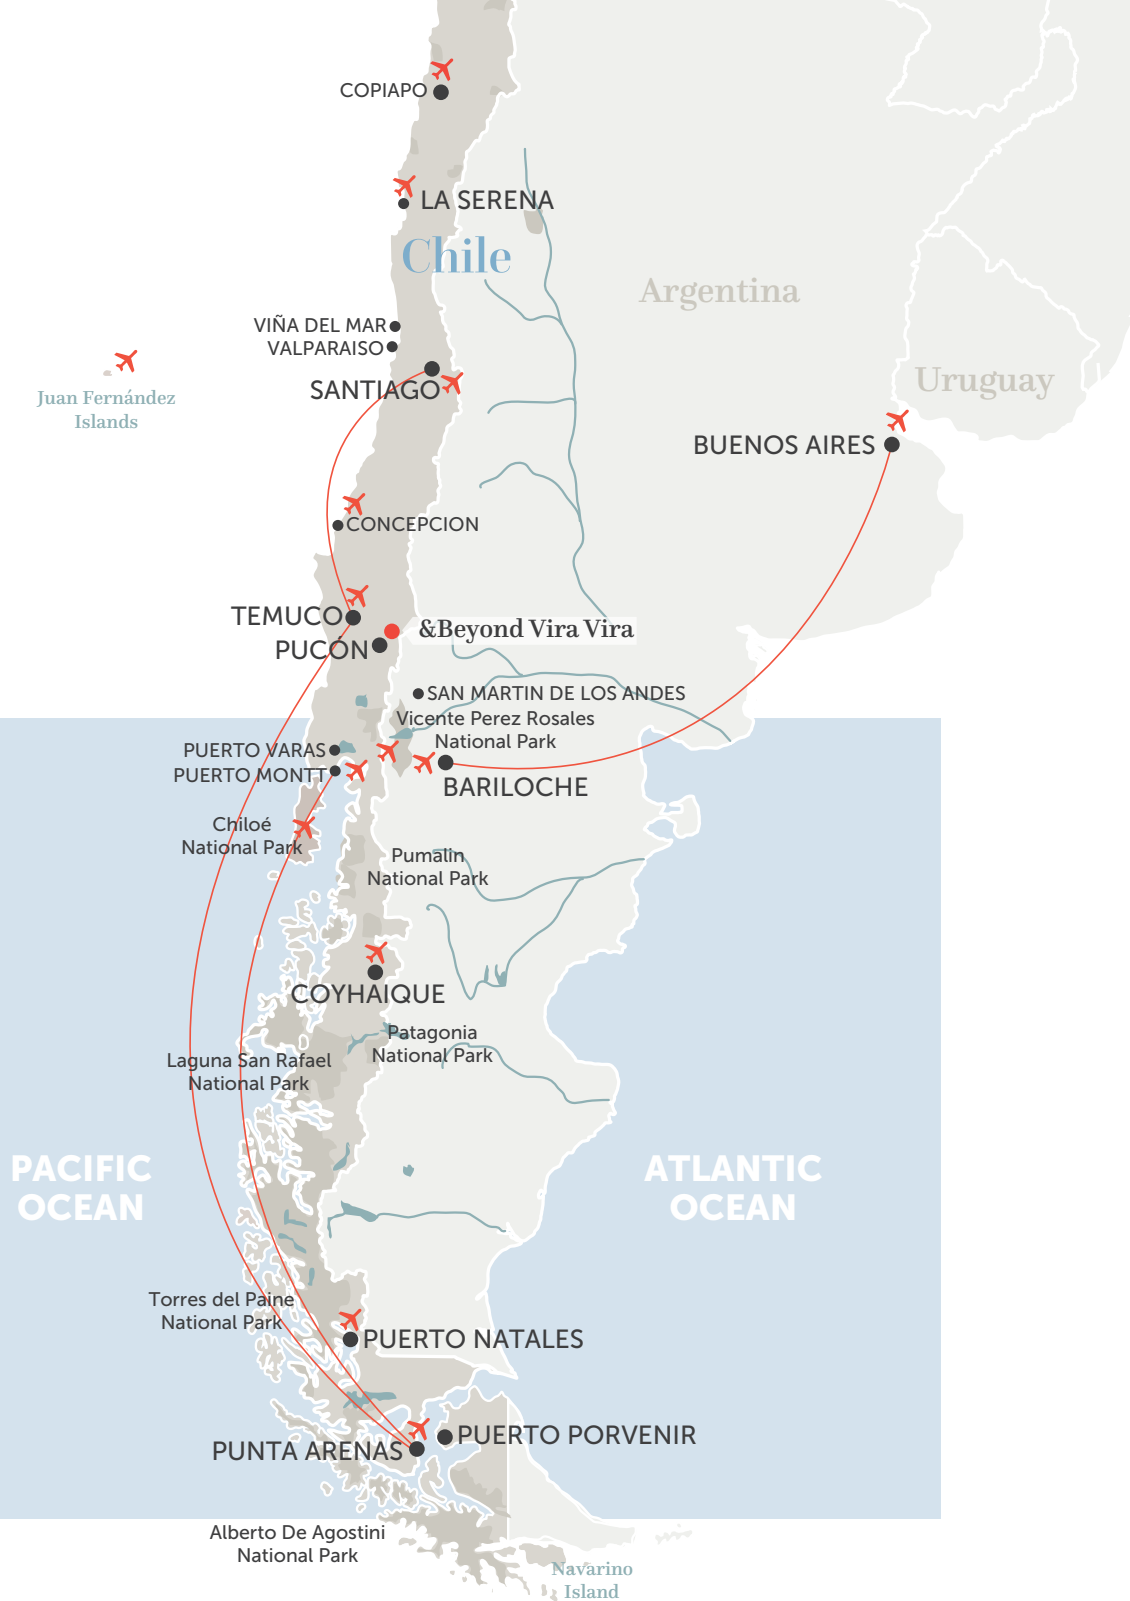 COPIAPO
LA SERENA
Chile
Argentina
VIÑA DEL MAR
VALPARAISO
SANTIAGO
Juan Fernández
Islands
Uruguay
BUENOS AIRES
CONCEPCION
TEMUCO
&Beyond Vira Vira
PUCÓN
SAN MARTIN DE LOS ANDES
Vicente Perez Rosales
National Park
PUERTO VARAS
PUERTO MONTT
BARILOCHE
Chiloé
National Park
Pumalin
National Park
COYHAIQUE
Patagonia
National Park
Laguna San Rafael
National Park
PACIFIC
OCEAN
ATLANTIC
OCEAN
Torres del Paine
National Park
PUERTO NATALES
PUERTO PORVENIR
PUNTA ARENAS
Alberto De Agostini
National Park
Navarino
Island